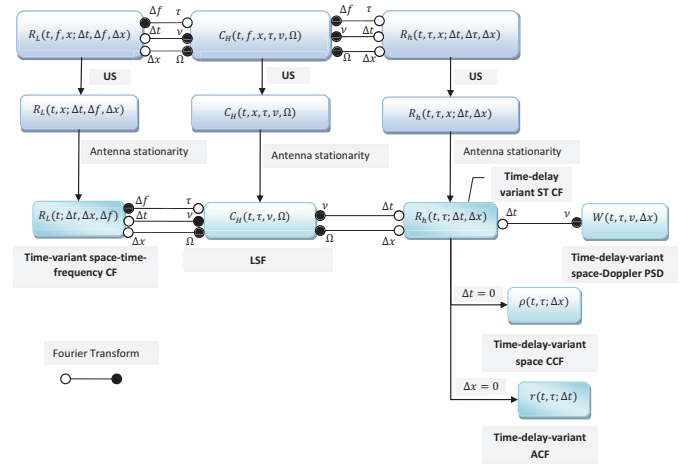 Δf τ
Δt ν
Δx Ω
Δf τ
ν Δt
Ω Δx
R_L(t, f, x; Δt, Δf, Δx)
C_H(t, f, x, τ, ν, Ω)
R_h(t, τ, x; Δt, Δτ, Δx)
US
US
US
R_L(t, x; Δt, Δf, Δx)
C_H(t, x, τ, ν, Ω)
R_h(t, τ, x; Δt, Δx)
Antenna stationarity
Antenna stationarity
Antenna stationarity
Time-delay
variant ST CF
Δf τ
Δt ν
Δx Ω
ν Δt
Ω Δx
Δt ν
R_L(t; Δt, Δx, Δf)
C_H(t, τ, ν, Ω)
R_h(t, τ; Δt, Δx)
W(t, τ, ν, Δx)
Time-variant space-time-
frequency CF
LSF
Time-delay-variant
space-Doppler PSD
Δt = 0
ρ(t, τ; Δx)
Time-delay-variant
space CCF
Fourier Transform
Δx = 0
r(t, τ; Δt)
Time-delay-variant
ACF